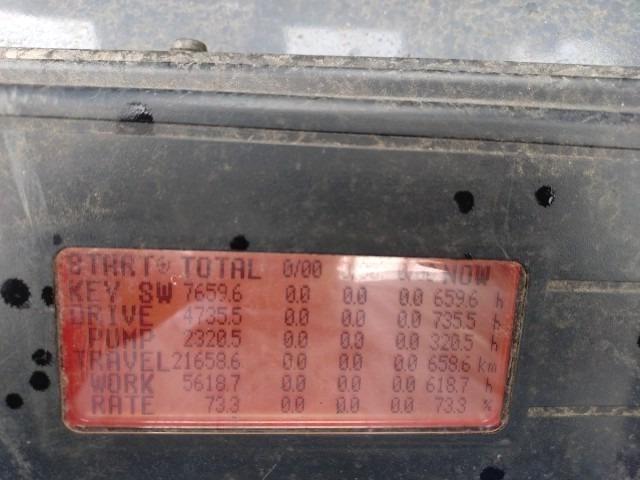 START TOTAL 0/00 NOW
KEY SW 7659.6 0.0 0.0 0.0 659.6 h
DRIVE 4735.5 0.0 0.0 0.0 735.5 h
PUMP 2320.5 0.0 0.0 0.0 320.5 h
TRAVEL 21658.6 0.0 0.0 0.0 658.6 km
WORK 5618.7 0.0 0.0 0.0 618.7 h
RATE 73.3 0.0 0.0 0.0 73.3 %